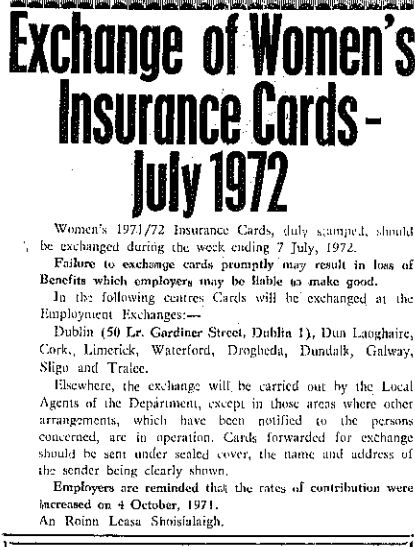 Exchange of Women's
Insurance Cards -
July 1972
Women's 1971/72 Insurance Cards, duly stamped, should
be exchanged during the week ending 7 July, 1972.
Failure to exchange cards promptly may result in loss of
Benefits which employers may be liable to make good.
In the following centres Cards will be exchanged at the
Employment Exchanges:—
Dublin (50 Lr. Gardiner Street, Dublin 1), Dun Laoghaire,
Cork, Limerick, Waterford, Drogheda, Dundalk, Galway,
Sligo and Tralee.
Elsewhere, the exchange will be carried out by the Local
Agents of the Department, except in those areas where other
arrangements, which have been notified to the persons
concerned, are in operation. Cards forwarded for exchange
should be sent under sealed cover, the name and address of
the sender being clearly shown.
Employers are reminded that the rates of contribution were
increased on 4 October, 1971.
An Roinn Leasa Shoisialaigh.